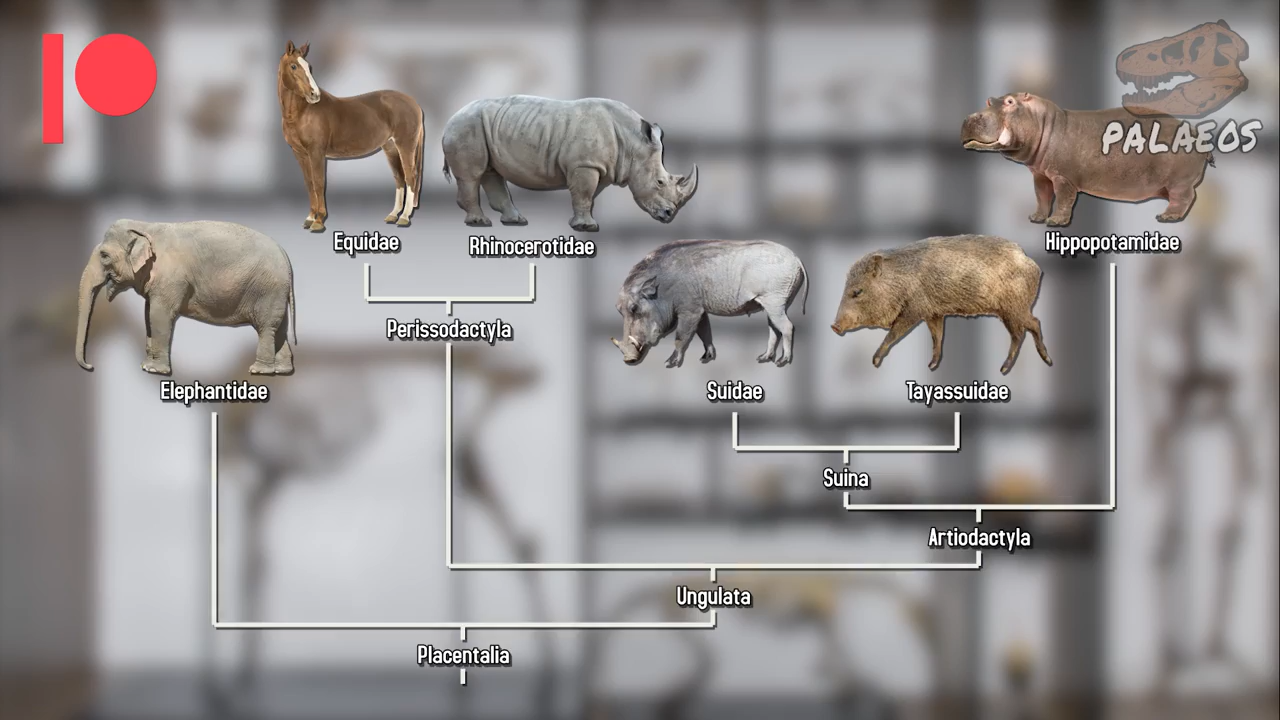 PALAEOS
Equidae
Rhinocerotidae
Hippopotamidae
Perissodactyla
Elephantidae
Suidae
Tayassuidae
Suina
Artiodactyla
Ungulata
Placentalia